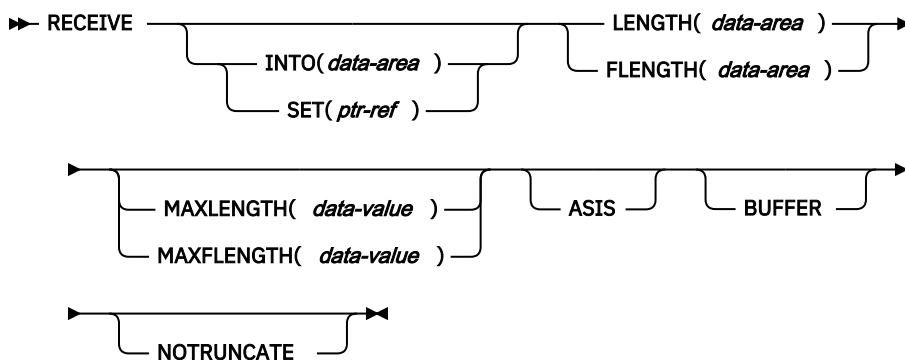 RECEIVE
INTO( data-area )
SET( ptr-ref )
LENGTH( data-area )
FLENGTH( data-area )
MAXLENGTH( data-value )
MAXFLENGTH( data-value )
ASIS
BUFFER
NOTRUNCATE